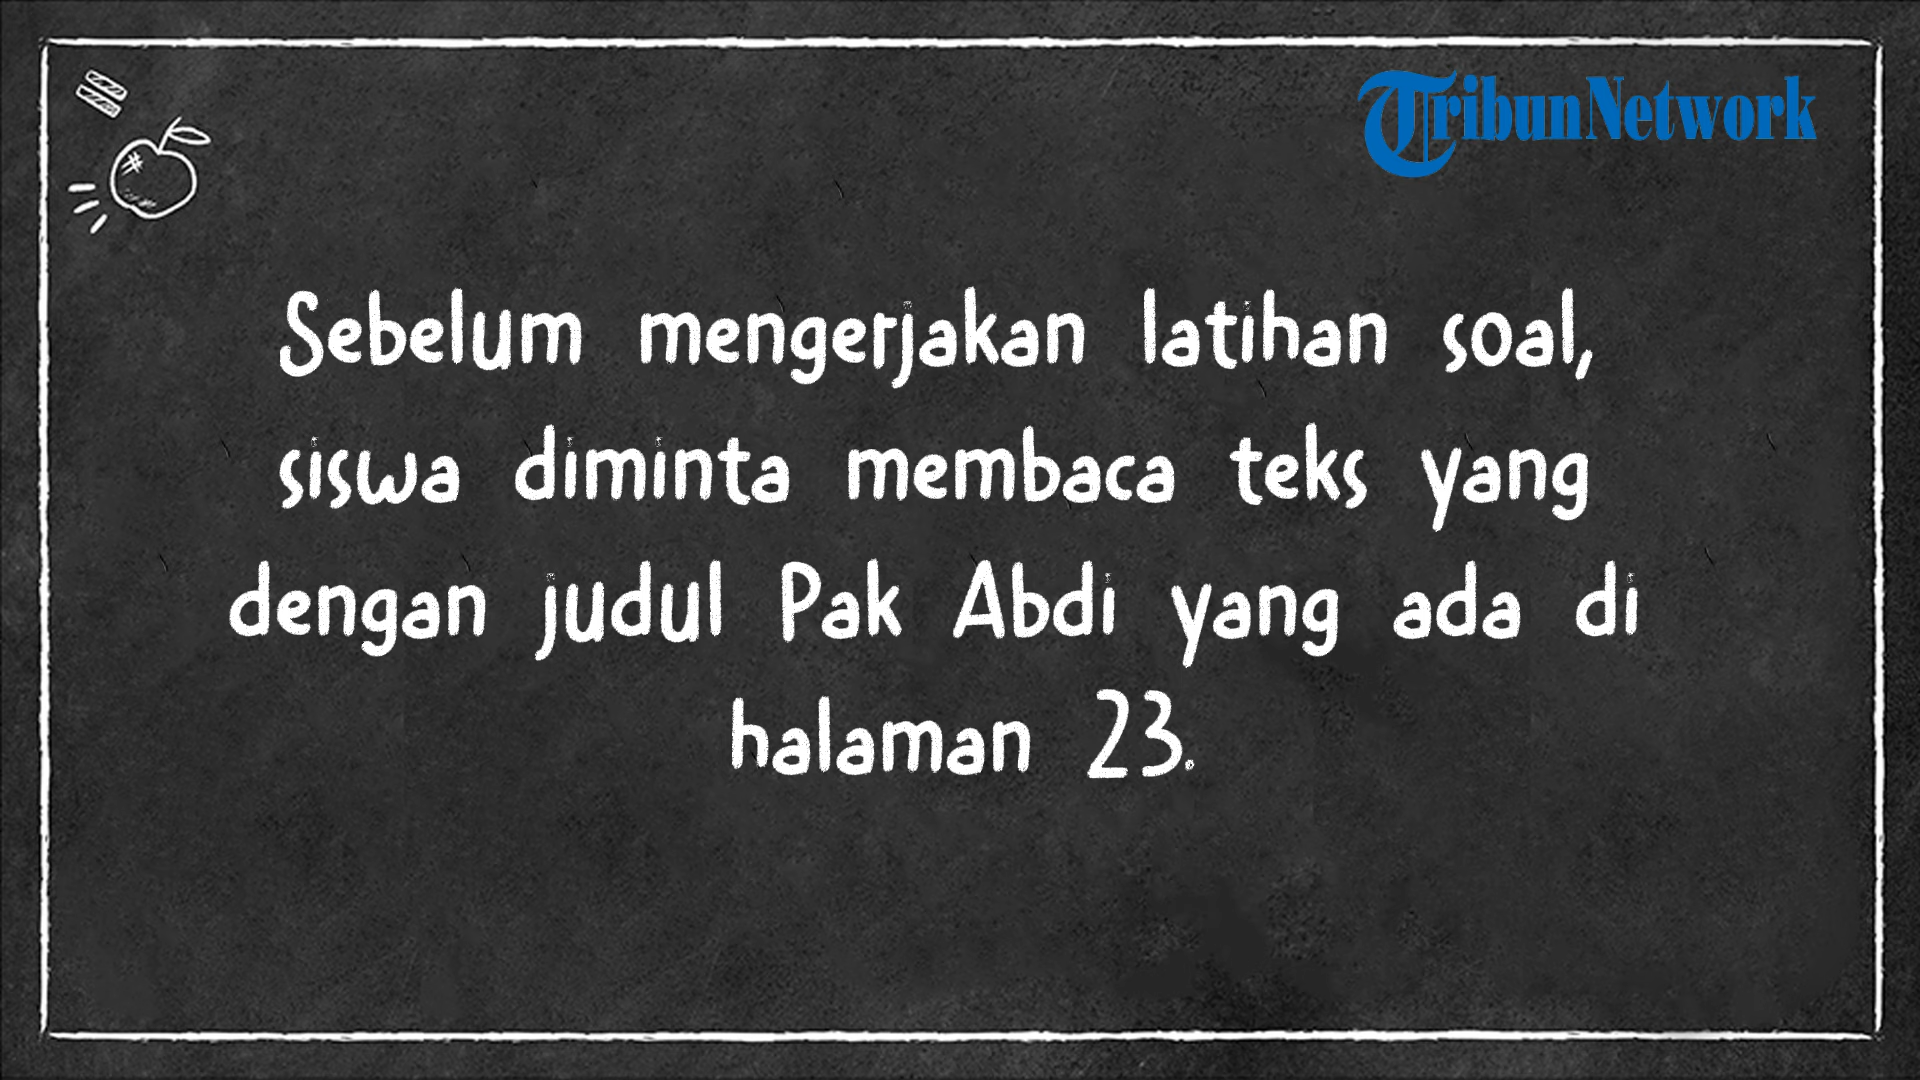 TribunNetwork
Sebelum mengerjakan latihan soal,
siswa diminta membaca teks yang
dengan judul Pak Abdi yang ada di
halaman 23.